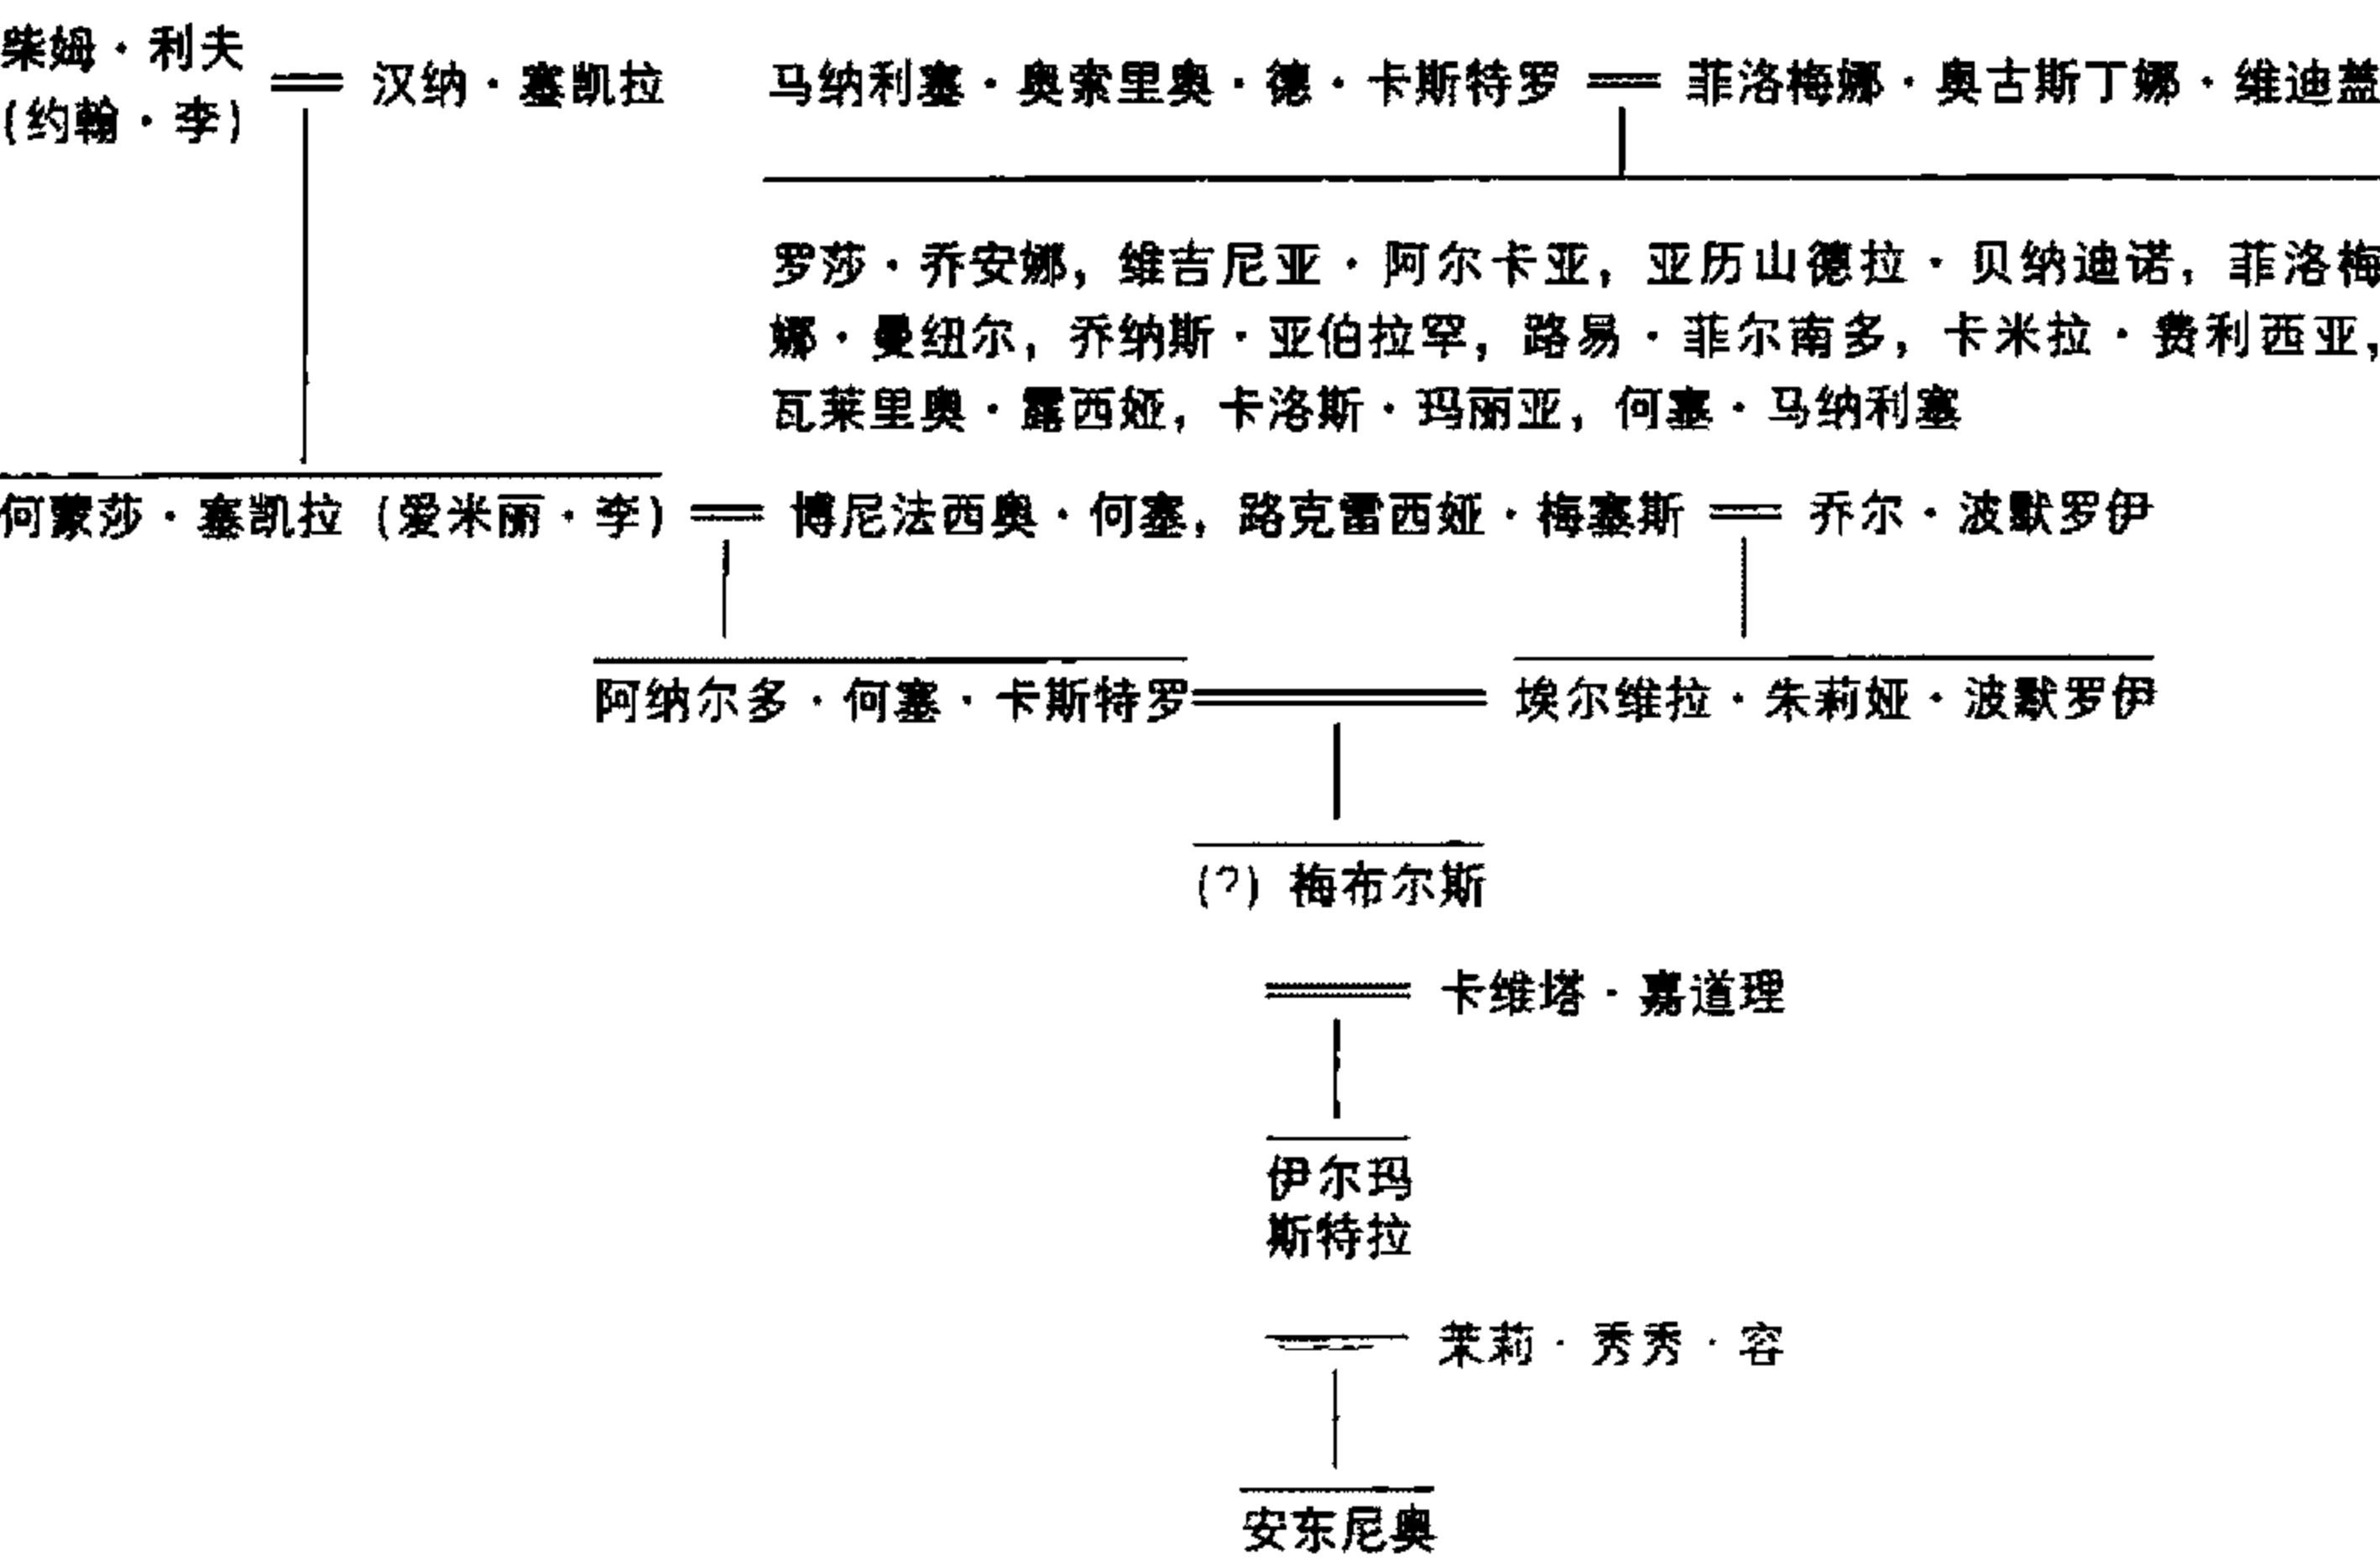 柴姆·利夫
(约翰·李)
汉纳·塞凯拉
马纳利塞·奥索里奥·德·卡斯特罗
菲洛梅娜·奥古斯丁娜·维迪盖
罗莎·乔安娜, 维吉尼亚·阿尔卡亚, 亚历山德拉·贝纳迪诺, 菲洛梅
娜·曼纽尔, 乔纳斯·亚伯拉罕, 路易·菲尔南多, 卡米拉·费利西亚,
瓦莱里奥·露西娅, 卡洛斯·玛丽亚, 何塞·马纳利塞
何蒙莎·塞凯拉 (爱米丽·李)
博尼法西奥·何塞, 路克雷西娅·梅塞斯
乔尔·波默罗伊
阿纳尔多·何塞·卡斯特罗
埃尔维拉·朱莉娅·波默罗伊
(?) 梅布尔斯
卡维塔·嘉道理
伊尔玛
斯特拉
茉莉·秀秀·容
安东尼奥